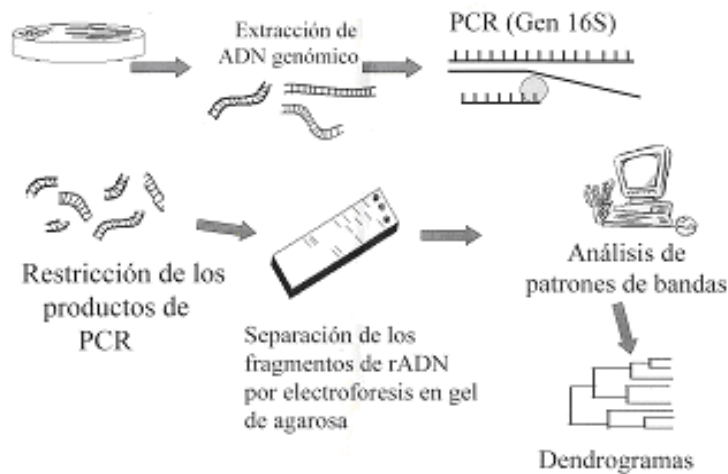 Extracción de
ADN genómico
PCR (Gen 16S)
Restricción de los
productos de
PCR
Separación de los
fragmentos de rADN
por electroforesis en gel
de agarosa
Análisis de
patrones de bandas
Dendrogramas